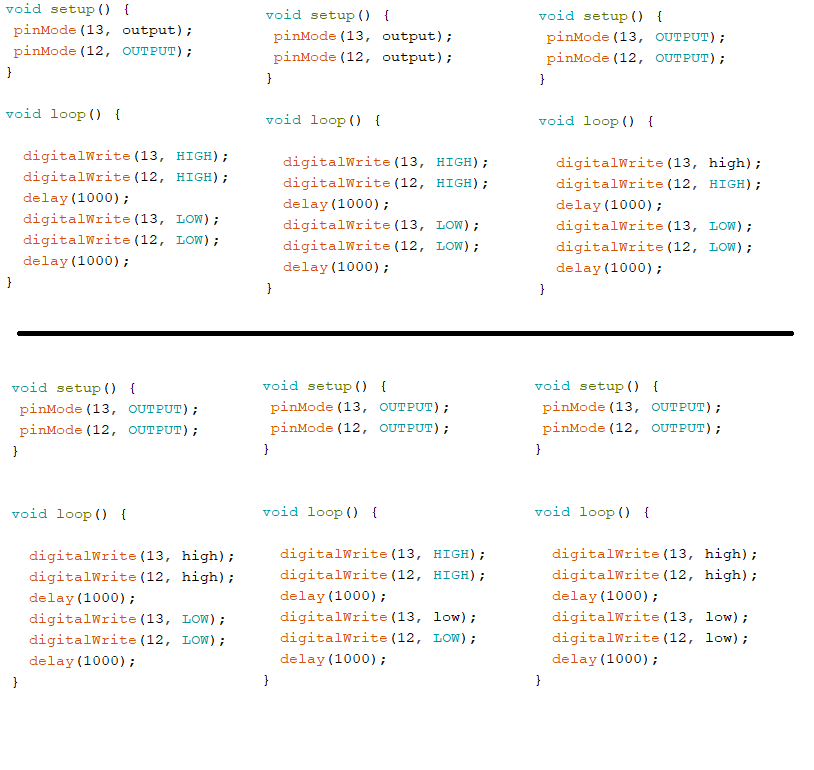 void setup() {
pinMode(13, output);
pinMode(12, OUTPUT);
}
void loop() {
digitalWrite(13, HIGH);
digitalWrite(12, HIGH);
delay(1000);
digitalWrite(13, LOW);
digitalWrite(12, LOW);
delay(1000);
}
void setup() {
pinMode(13, output);
pinMode(12, output);
}
void loop() {
digitalWrite(13, HIGH);
digitalWrite(12, HIGH);
delay(1000);
digitalWrite(13, LOW);
digitalWrite(12, LOW);
delay(1000);
}
void setup() {
pinMode(13, OUTPUT);
pinMode(12, OUTPUT);
}
void loop() {
digitalWrite(13, high);
digitalWrite(12, HIGH);
delay(1000);
digitalWrite(13, LOW);
digitalWrite(12, LOW);
delay(1000);
}
void setup() {
pinMode(13, OUTPUT);
pinMode(12, OUTPUT);
}
void loop() {
digitalWrite(13, high);
digitalWrite(12, high);
delay(1000);
digitalWrite(13, LOW);
digitalWrite(12, LOW);
delay(1000);
}
void setup() {
pinMode(13, OUTPUT);
pinMode(12, OUTPUT);
}
void loop() {
digitalWrite(13, HIGH);
digitalWrite(12, HIGH);
delay(1000);
digitalWrite(13, low);
digitalWrite(12, LOW);
delay(1000);
}
void setup() {
pinMode(13, OUTPUT);
pinMode(12, OUTPUT);
}
void loop() {
digitalWrite(13, high);
digitalWrite(12, high);
delay(1000);
digitalWrite(13, low);
digitalWrite(12, low);
delay(1000);
}